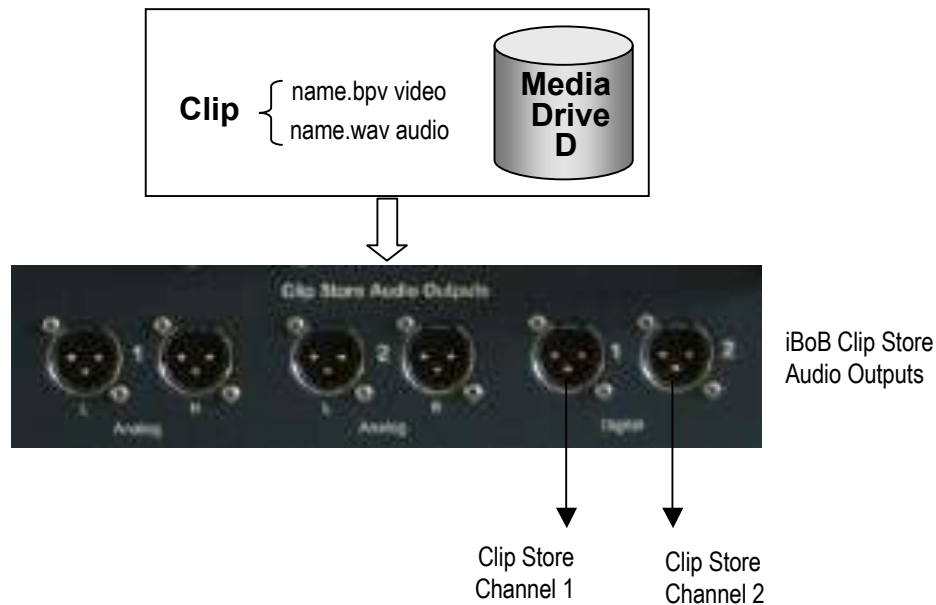 Clip
name.bpv video
name.wav audio
Media
Drive
D
Clip Store Audio Outputs
1
2
1
2
L
R
L
R
Analog
Analog
Digital
iBoB Clip Store
Audio Outputs
Clip Store
Channel 1
Clip Store
Channel 2